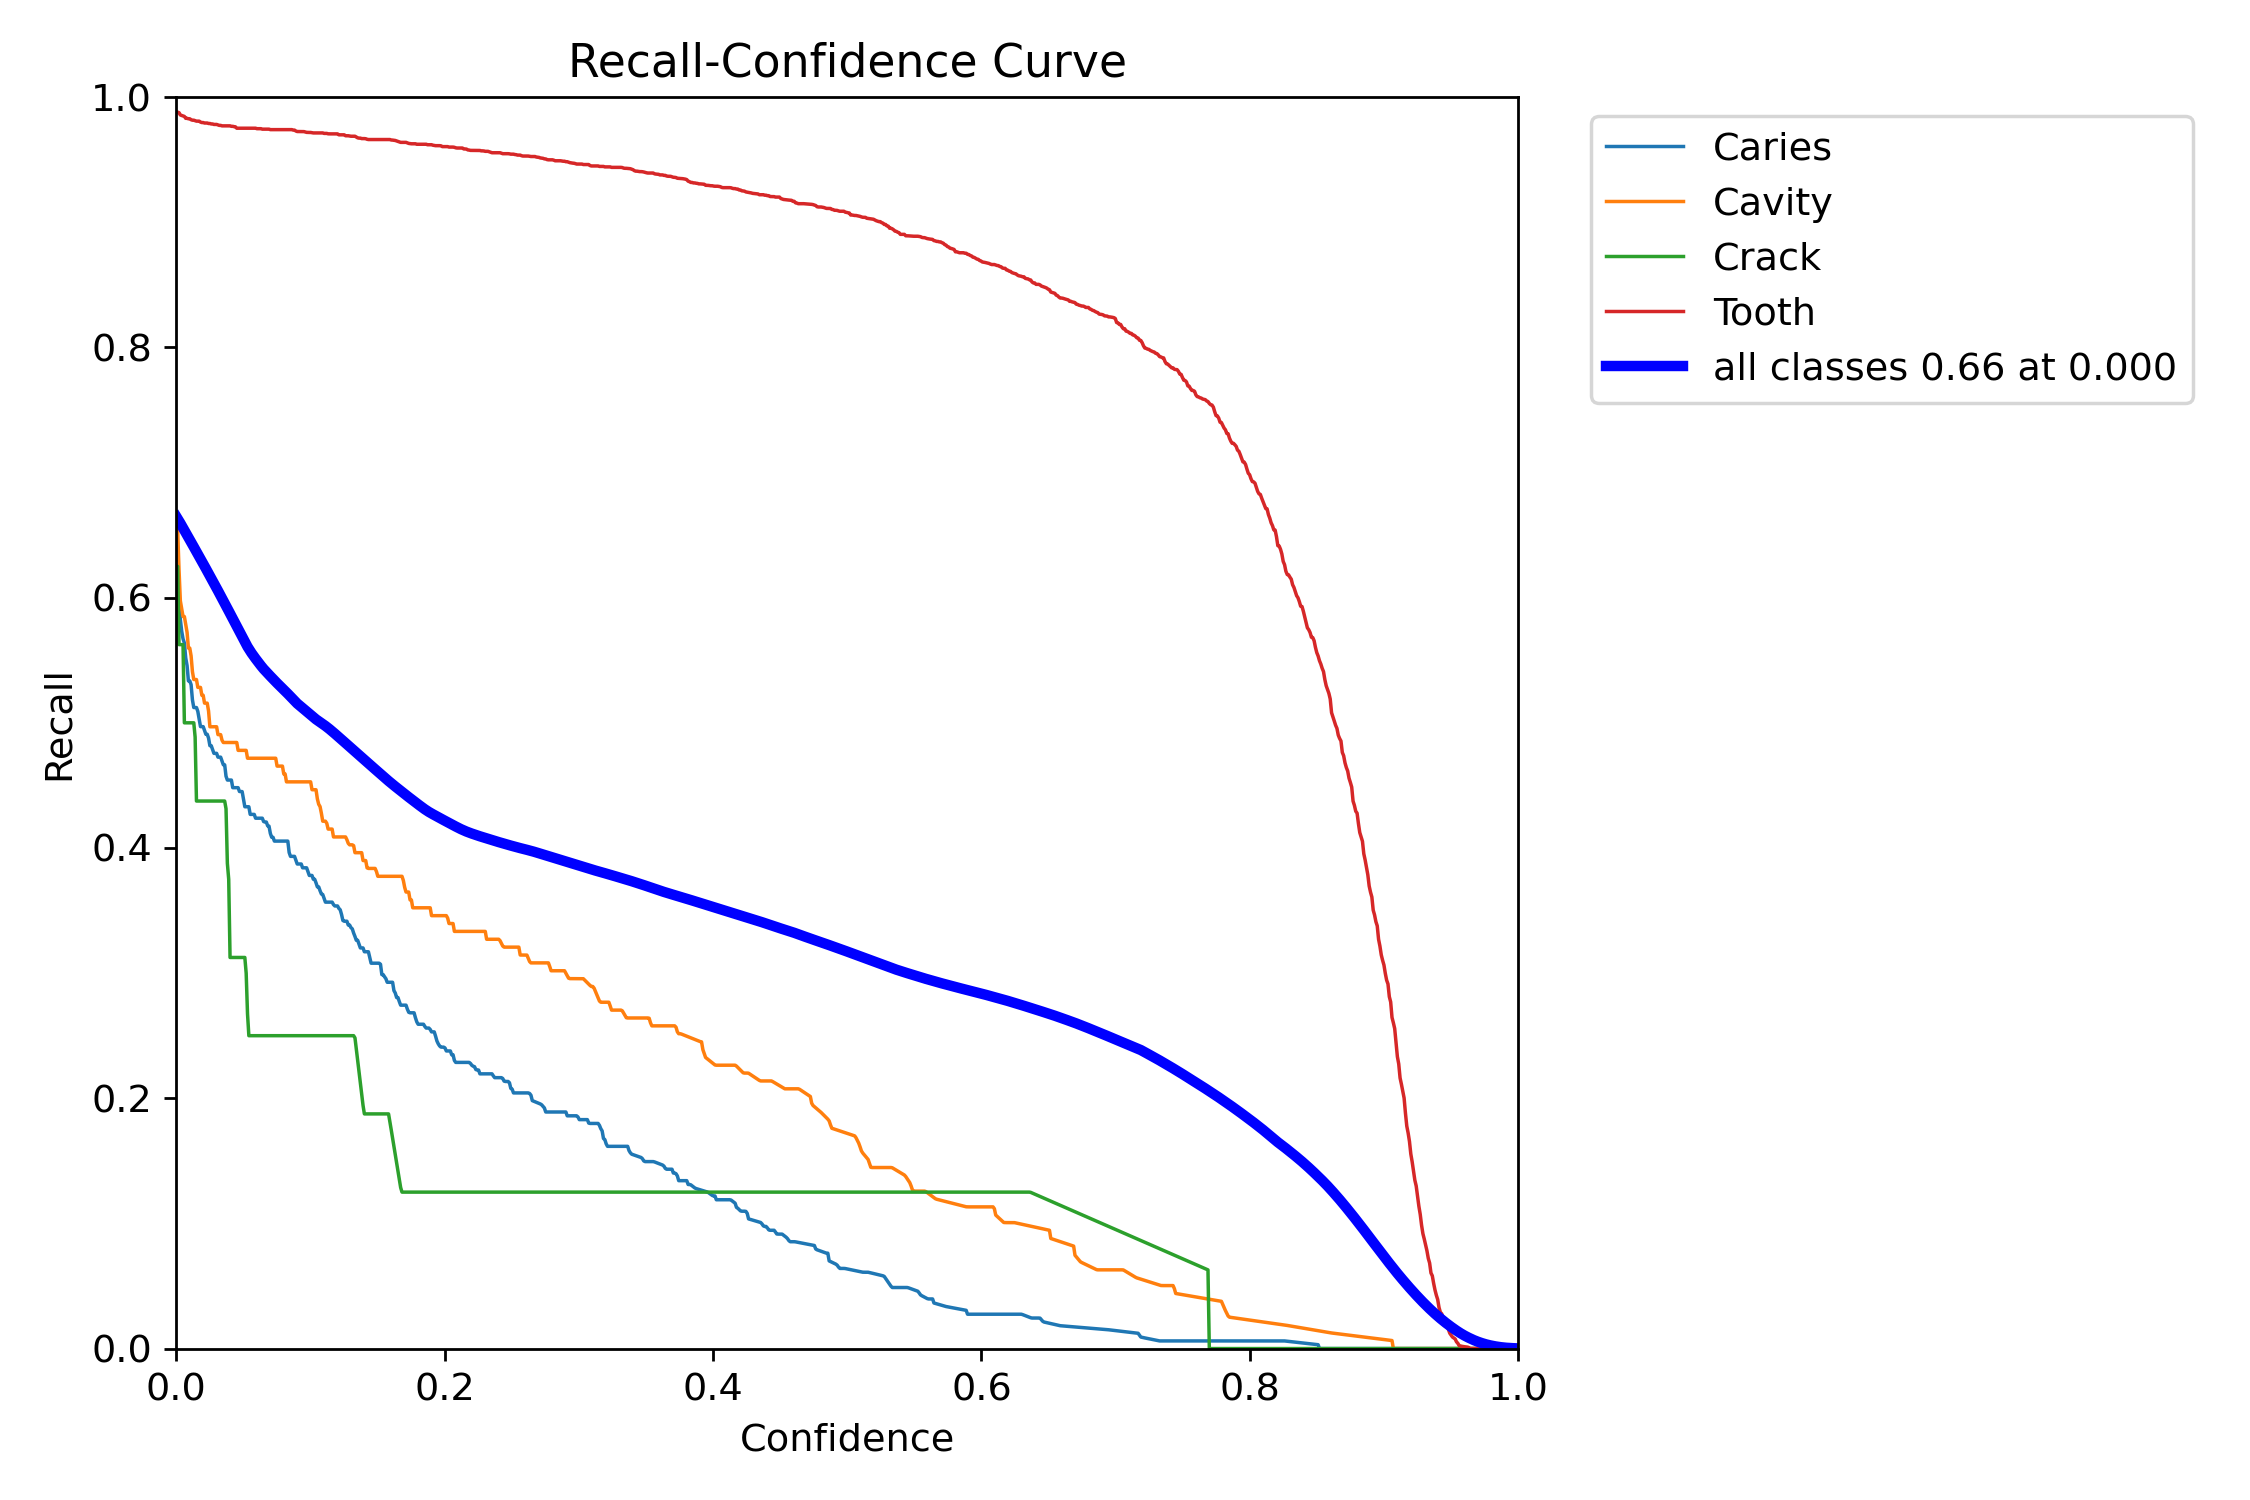 Recall-Confidence Curve
1.0
0.8
0.6
0.4
0.2
0.0
Recall
0.0 0.2 0.4 0.6 0.8 1.0
Confidence
Caries
Cavity
Crack
Tooth
all classes 0.66 at 0.000